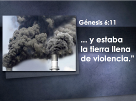 Génesis 6:11
... y estaba
la tierra llena
de violencia."